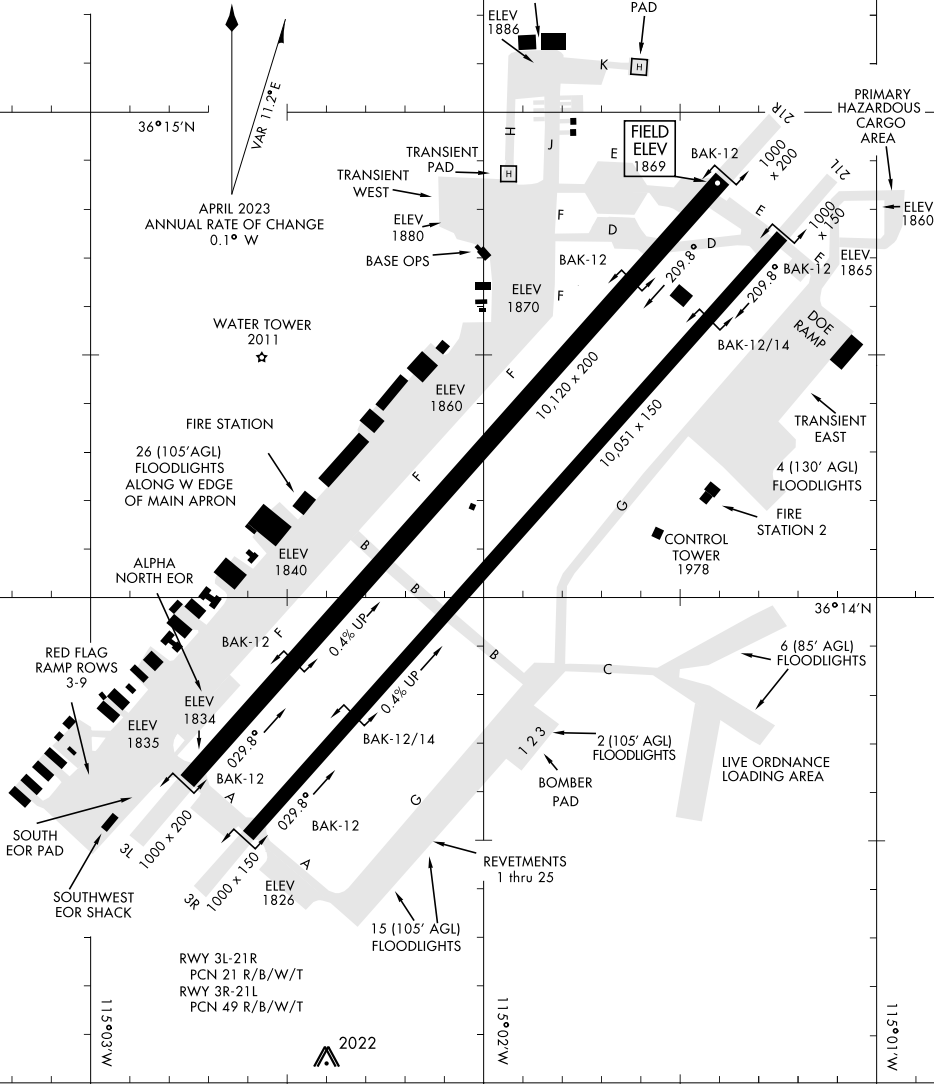 PAD
ELEV
1886
K
H
VAR 11.2°E
36°15'N
H
J
21R
PRIMARY
HAZARDOUS
CARGO
AREA
FIELD
ELEV
1869
E
BAK-12
1000
x 200
21L
TRANSIENT
PAD
H
TRANSIENT
WEST
APRIL 2023
ANNUAL RATE OF CHANGE
0.1° W
ELEV
1880
F
D
E
1000
x 150
ELEV
1860
BASE OPS
BAK-12
D
209.8°
E
BAK-12
ELEV
1865
209.8°
ELEV
1870
F
WATER TOWER
2011
DOE
RAMP
BAK-12/14
F
10,120 x 200
ELEV
1860
10,051 x 150
TRANSIENT
EAST
FIRE STATION
26 (105'AGL)
FLOODLIGHTS
ALONG W EDGE
OF MAIN APRON
F
4 (130' AGL)
FLOODLIGHTS
G
FIRE
STATION 2
CONTROL
TOWER
1978
B
ELEV
1840
ALPHA
NORTH EOR
B
36°14'N
RED FLAG
RAMP ROWS
3-9
BAK-12
F
0.4% UP
B
C
6 (85' AGL)
FLOODLIGHTS
0.4% UP
ELEV
1834
ELEV
1835
029.8°
BAK-12/14
1 2 3
2 (105' AGL)
FLOODLIGHTS
LIVE ORDNANCE
LOADING AREA
BOMBER
PAD
BAK-12
A
029.8°
G
BAK-12
SOUTH
EOR PAD
3L
1000 x 200
A
REVETMENTS
1 thru 25
3R
1000 x 150
ELEV
1826
SOUTHWEST
EOR SHACK
15 (105' AGL)
FLOODLIGHTS
RWY 3L-21R
PCN 21 R/B/W/T
RWY 3R-21L
PCN 49 R/B/W/T
115°03'W
115°02'W
115°01'W
2022